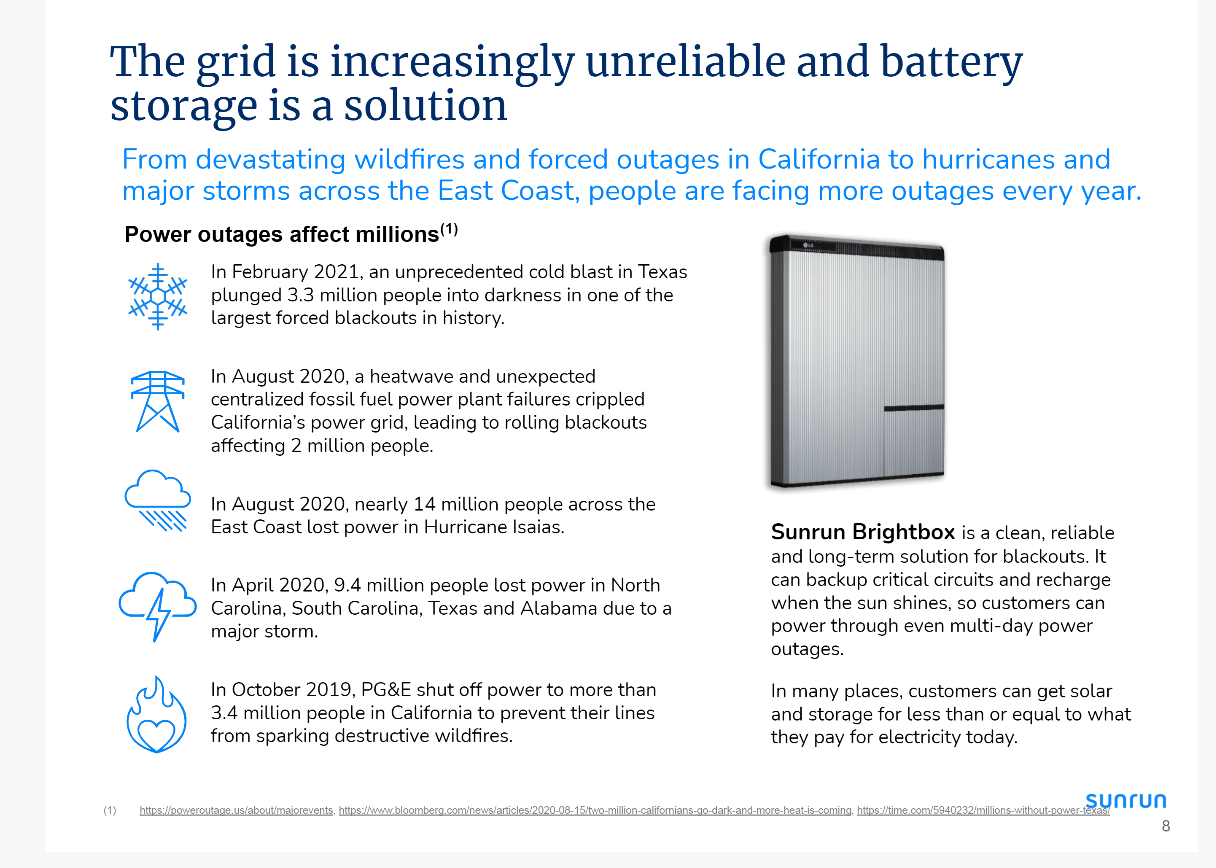 The grid is increasingly unreliable and battery
storage is a solution
From devastating wildfires and forced outages in California to hurricanes and
major storms across the East Coast, people are facing more outages every year.
Power outages affect millions(1)
In February 2021, an unprecedented cold blast in Texas
plunged 3.3 million people into darkness in one of the
largest forced blackouts in history.
In August 2020, a heatwave and unexpected
centralized fossil fuel power plant failures crippled
California's power grid, leading to rolling blackouts
affecting 2 million people.
In August 2020, nearly 14 million people across the
East Coast lost power in Hurricane Isaias.
In April 2020, 9.4 million people lost power in North
Carolina, South Carolina, Texas and Alabama due to a
major storm.
In October 2019, PG&E shut off power to more than
3.4 million people in California to prevent their lines
from sparking destructive wildfires.
LG
Sunrun Brightbox is a clean, reliable
and long-term solution for blackouts. It
can backup critical circuits and recharge
when the sun shines, so customers can
power through even multi-day power
outages.
In many places, customers can get solar
and storage for less than or equal to what
they pay for electricity today.
(1) https://poweroutage.us/about/majorevents, https://www.bloomberg.com/news/articles/2020-08-15/two-million-californians-go-dark-and-more-heat-is-coming, https://time.com/5940232/millions-without-power-texas/
sunrun
8